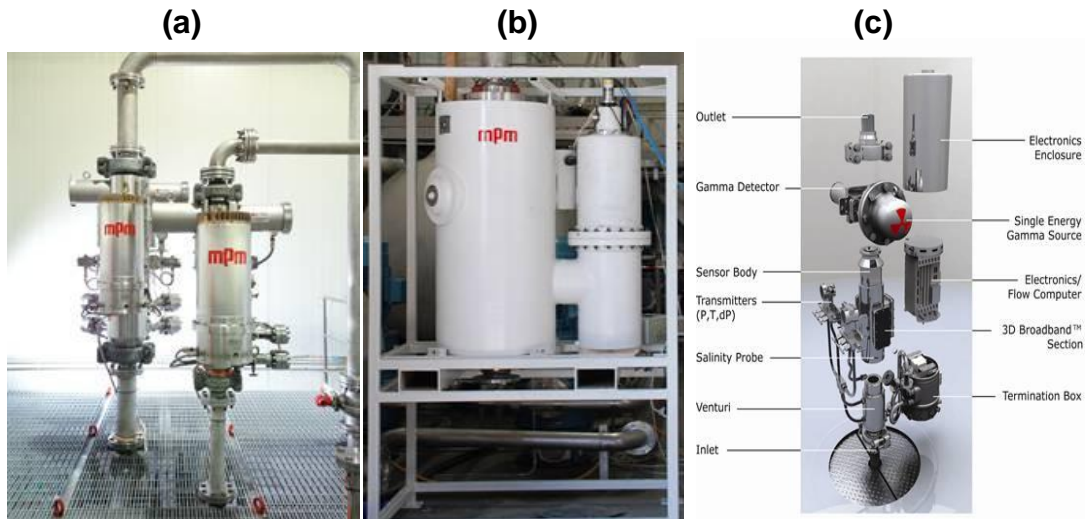 (a)
(b)
(c)
mpm
mpm
mpm
Outlet
Electronics
Enclosure
Gamma Detector
Single Energy
Gamma Source
Sensor Body
Transmitters
(P,T,dP)
Electronics/
Flow Computer
3D Broadband™
Section
Salinity Probe
Venturi
Termination Box
Inlet